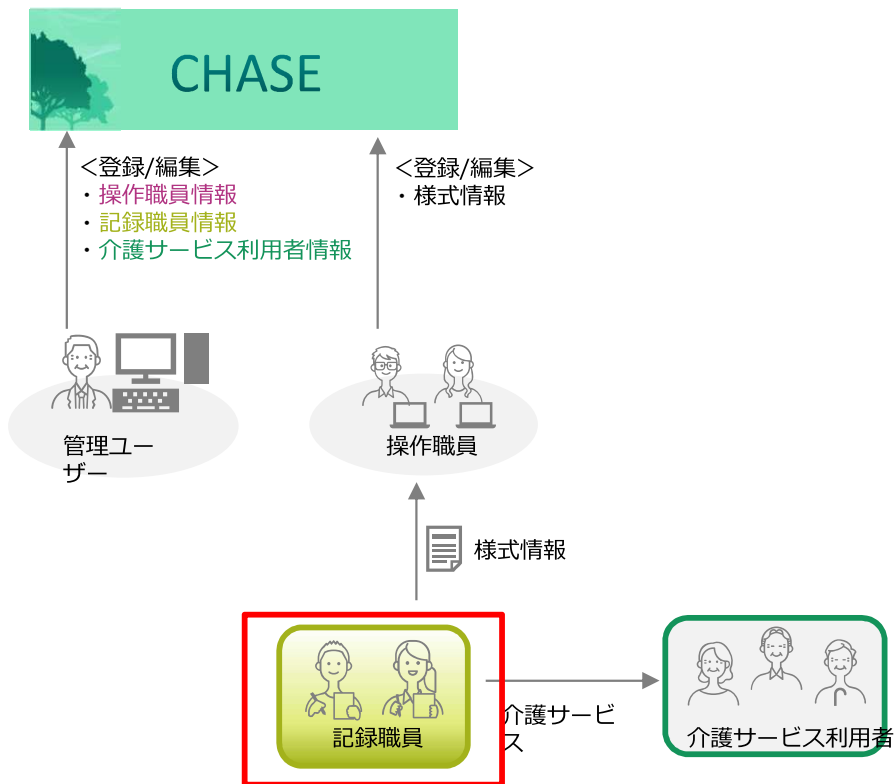 CHASE
＜登録/編集＞
・操作職員情報
・記録職員情報
・介護サービス利用者情報
＜登録/編集＞
・様式情報
管理ユー
ザー
操作職員
様式情報
記録職員
介護サービ
ス
介護サービス利用者